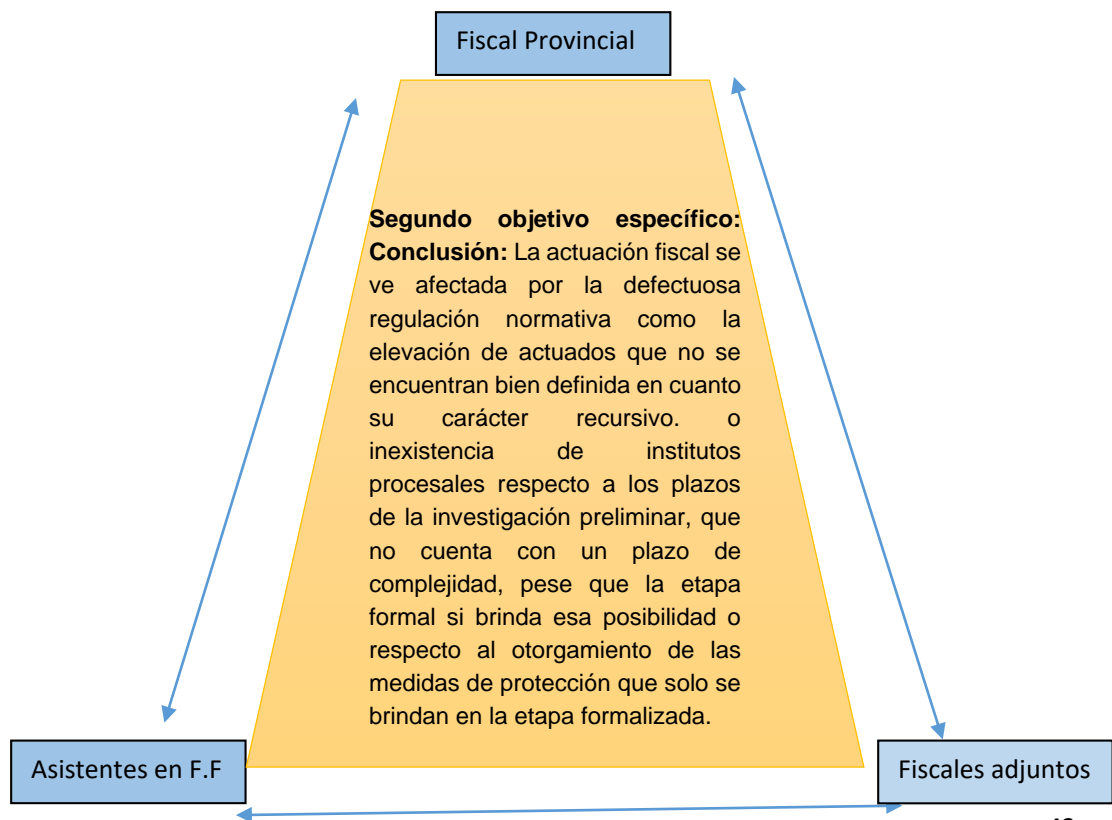 Fiscal Provincial
Segundo objetivo específico:
Conclusión: La actuación fiscal se
ve afectada por la defectuosa
regulación normativa como la
elevación de actuados que no se
encuentran bien definida en cuanto
su carácter recursivo. o
inexistencia de institutos
procesales respecto a los plazos
de la investigación preliminar, que
no cuenta con un plazo de
complejidad, pese que la etapa
formal si brinda esa posibilidad o
respecto al otorgamiento de las
medidas de protección que solo se
brindan en la etapa formalizada.
Asistentes en F.F
Fiscales adjuntos